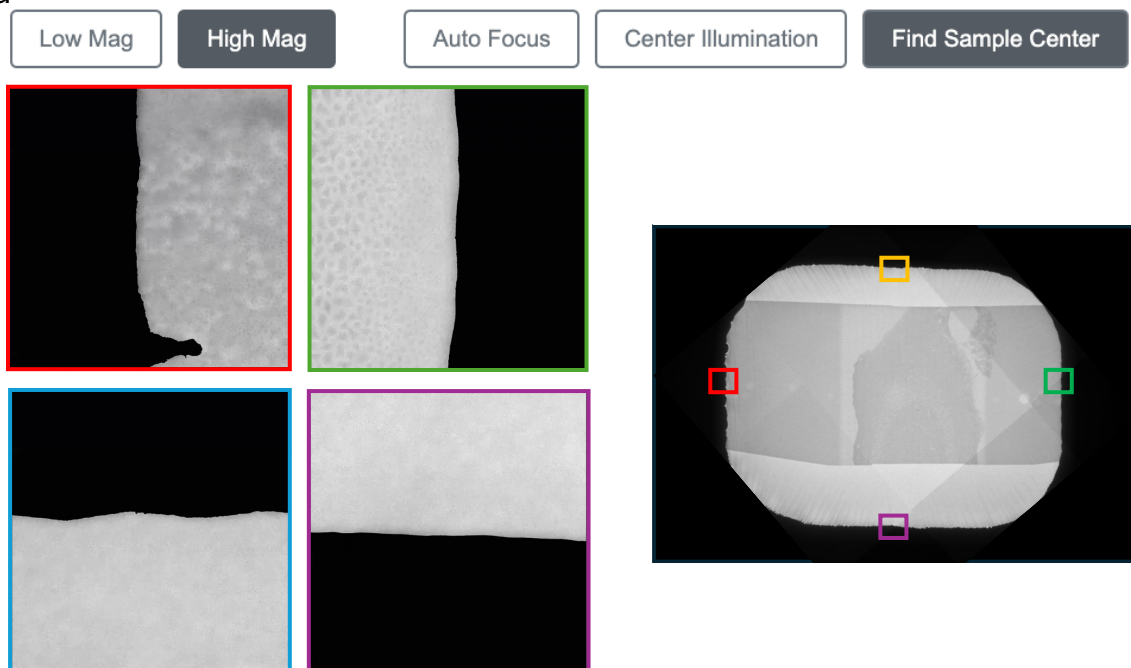 Low Mag
High Mag
Auto Focus
Center Illumination
Find Sample Center